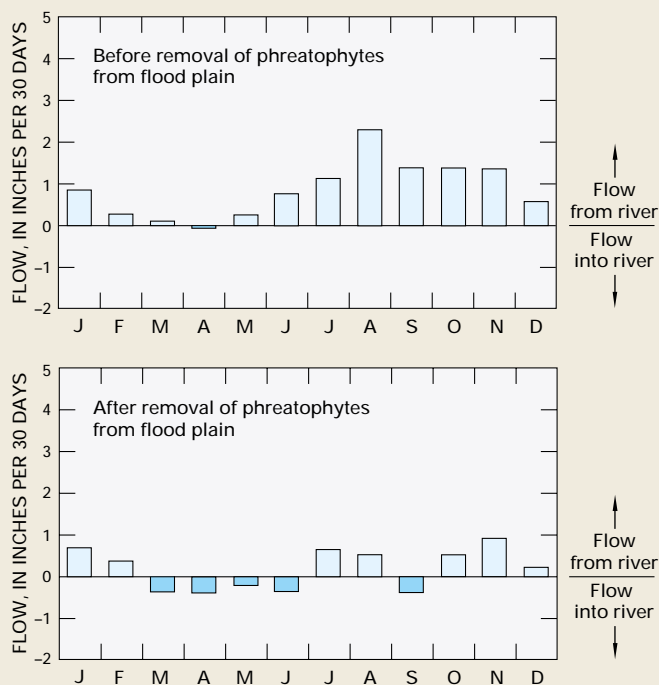 FLOW, IN INCHES PER 30 DAYS
5
4
3
2
1
0
–1
–2
Before removal of phreatophytes
from flood plain
J F M A M J J A S O N D
Flow
from river
Flow
into river
FLOW, IN INCHES PER 30 DAYS
5
4
3
2
1
0
–1
–2
After removal of phreatophytes
from flood plain
J F M A M J J A S O N D
Flow
from river
Flow
into river